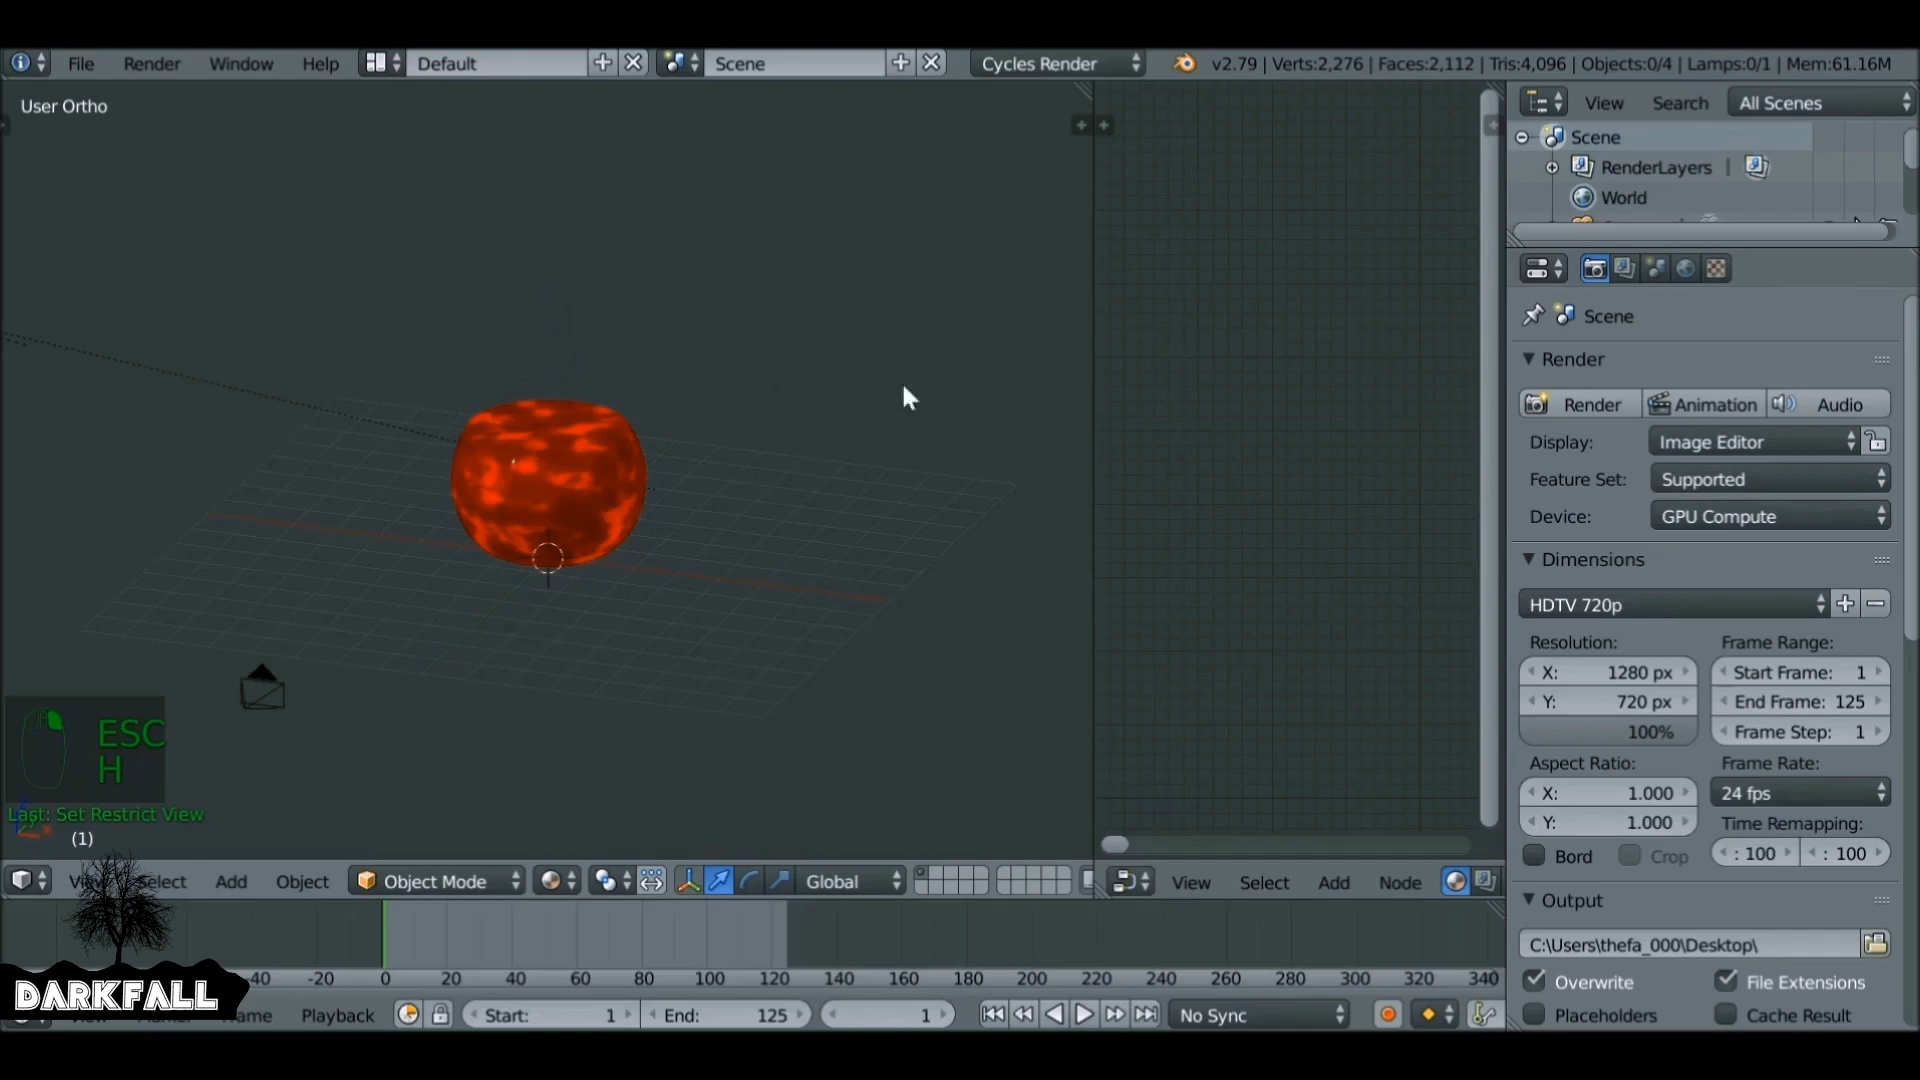 File Render Window Help Default Scene Cycles Render v2.79 | Verts:2,276 | Faces:2,112 | Tris:4,096 | Objects:0/4 | Lamps:0/1 | Mem:61.16M
User Ortho
View Search All Scenes
Scene
RenderLayers
World
Scene
Render
Render Animation Audio
Display: Image Editor
Feature Set: Supported
Device: GPU Compute
Dimensions
HDTV 720p
Resolution: Frame Range:
X: 1280 px Start Frame: 1
Y: 720 px End Frame: 125
100% Frame Step: 1
Aspect Ratio: Frame Rate:
X: 1.000 24 fps
Y: 1.000 Time Remapping:
Bord Crop : 100 : 100
Output
C:\Users\thefa_000\Desktop\
Overwrite File Extensions
Placeholders Cache Result
ESC
H
Last: Set Restrict View
(1)
Select Add Object Object Mode Global
View Select Add Node
-40 -20 0 20 40 60 80 100 120 140 160 180 200 220 240 260 280 300 320 340
Playback Start: 1 End: 125 1 No Sync
DARKFALL